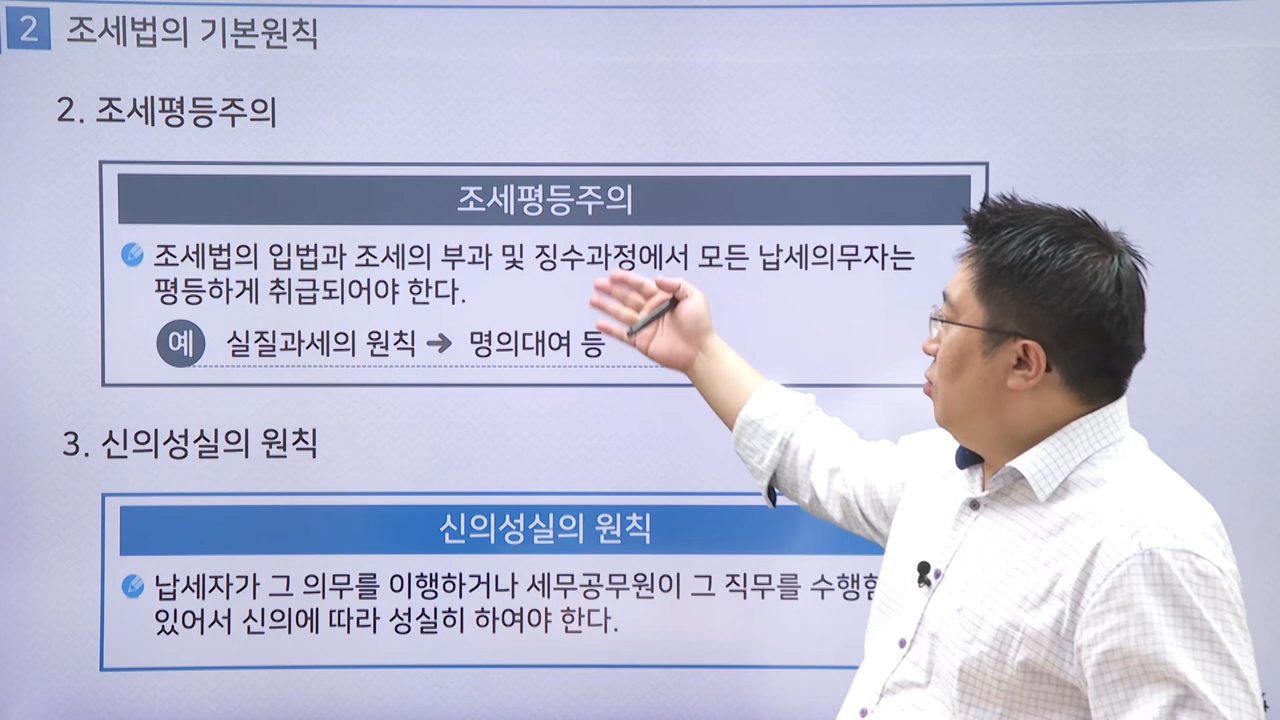 2 조세법의 기본원칙
2. 조세평등주의
조세평등주의
조세법의 입법과 조세의 부과 및 징수과정에서 모든 납세의무자는
평등하게 취급되어야 한다.
예 실질과세의 원칙 → 명의대여 등
3. 신의성실의 원칙
신의성실의 원칙
납세자가 그 의무를 이행하거나 세무공무원이 그 직무를
있어서 신의에 따라 성실히 하여야 한다.